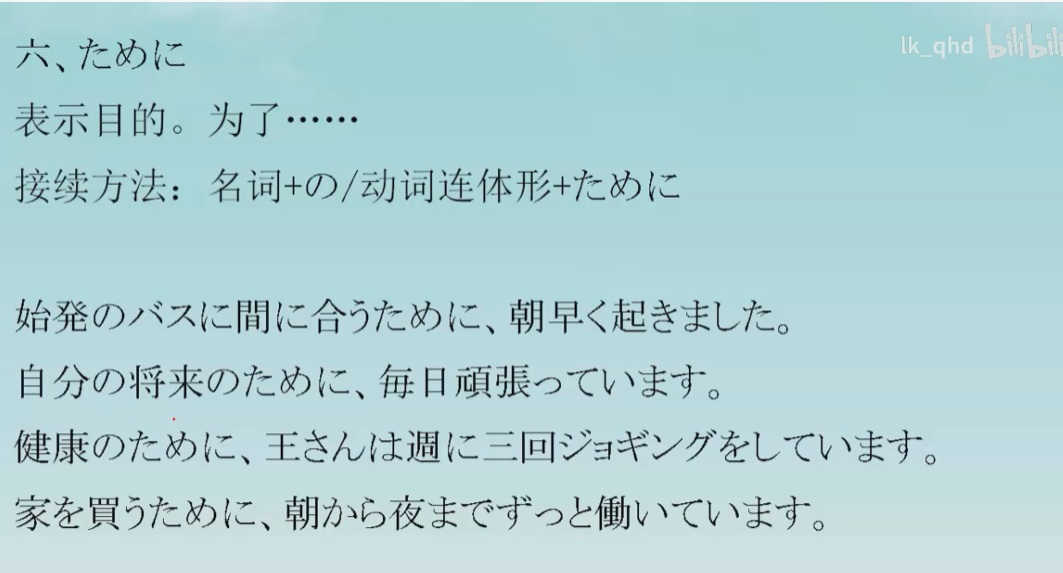 六、ために
lk_qhd bilibili
表示目的。为了……
接续方法：名词+の/动词连体形+ために
始発のバスに間に合うために、朝早く起きました。
自分の将来のために、毎日頑張っています。
健康のために、王さんは週に三回ジョギングをしています。
家を買うために、朝から夜までずっと働いています。